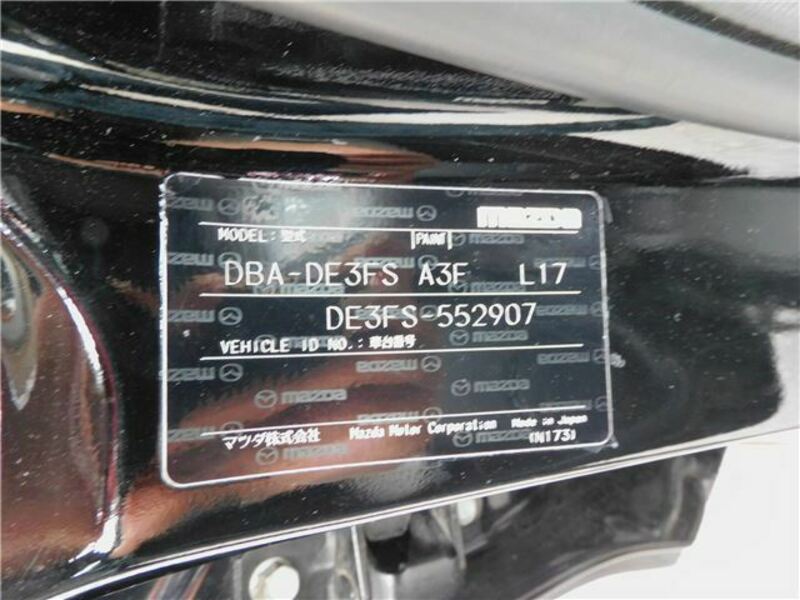 mazda
MODEL:型式 PAINT
DBA-DE3FS A3F L17
DE3FS-552907
VEHICLE ID NO.:車台番号
マツダ株式会社 Mazda Motor Corporation Made in Japan
(N173)